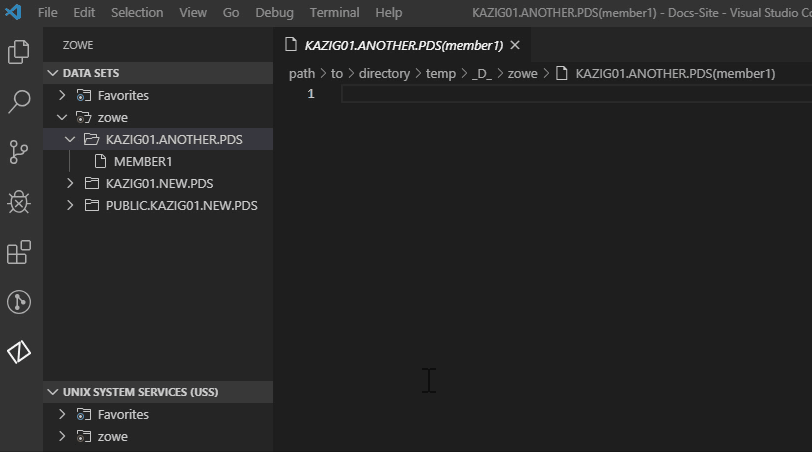 File Edit Selection View Go Debug Terminal Help KAZIG01.ANOTHER.PDS(member1) - Docs-Site - Visual Studio Co
ZOWE
KAZIG01.ANOTHER.PDS(member1)
DATA SETS
path > to > directory > temp > _D_ > zowe > KAZIG01.ANOTHER.PDS(member1)
Favorites
1
zowe
KAZIG01.ANOTHER.PDS
MEMBER1
KAZIG01.NEW.PDS
PUBLIC.KAZIG01.NEW.PDS
UNIX SYSTEM SERVICES (USS)
Favorites
zowe